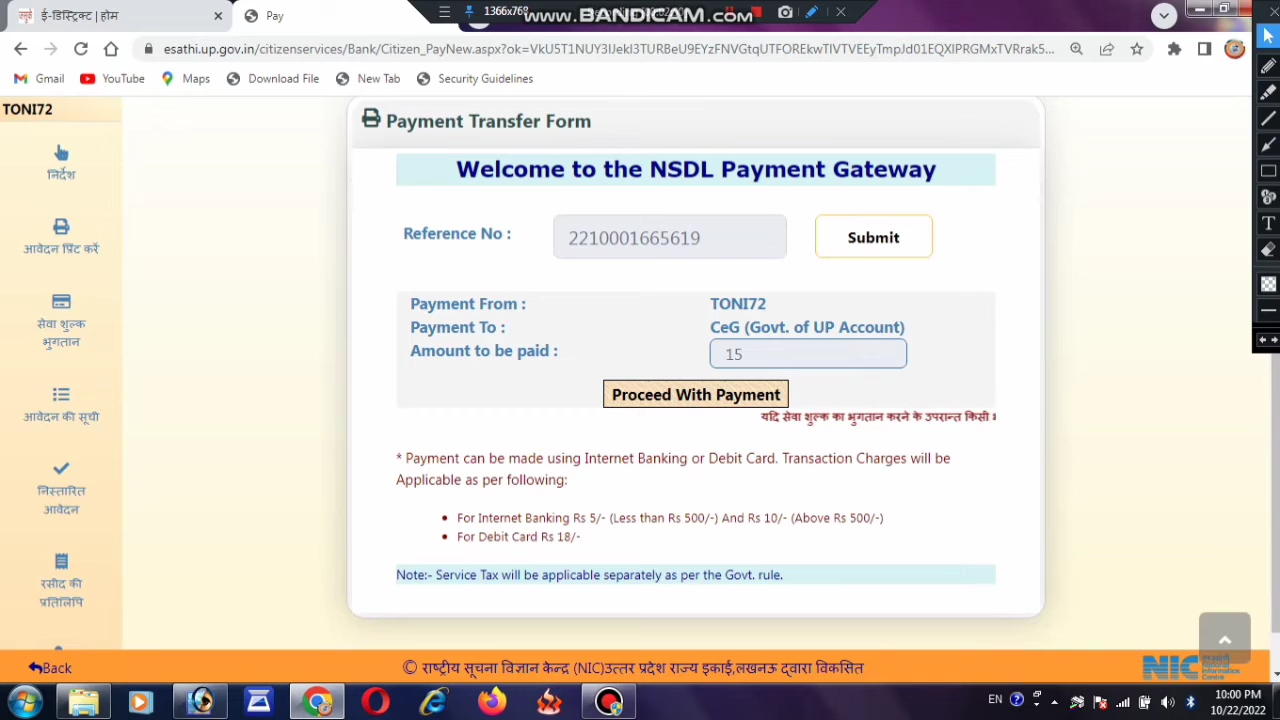 ई-डिस्ट्रिक्ट | होम
Pay
1366x768
www.BANDICAM.com
esathi.up.gov.in/citizenservices/Bank/Citizen_PayNew.aspx?ok=
Gmail
YouTube
Maps
Download File
New Tab
Security Guidelines
TONI72
निर्देश
आवेदन प्रिंट करें
सेवा शुल्क
भुगतान
आवेदन की सूची
निस्तारित
आवेदन
रसीद की
प्रतिलिपि
Payment Transfer Form
Welcome to the NSDL Payment Gateway
Reference No :
2210001665619
Submit
Payment From :
TONI72
Payment To :
CeG (Govt. of UP Account)
Amount to be paid :
15
Proceed With Payment
यदि सेवा शुल्क का भुगतान करने के उपरान्त किसी
* Payment can be made using Internet Banking or Debit Card. Transaction Charges will be
Applicable as per following:
For Internet Banking Rs 5/- (Less than Rs 500/-) And Rs 10/- (Above Rs 500/-)
For Debit Card Rs 18/-
Note:- Service Tax will be applicable separately as per the Govt. rule.
Back
© राष्ट्रीय सूचना विज्ञान केन्द्र (NIC)उत्तर प्रदेश राज्य इकाई,लखनऊ द्वारा विकसित
NIC
National
Informatics
Centre
EN
10:00 PM
10/22/2022